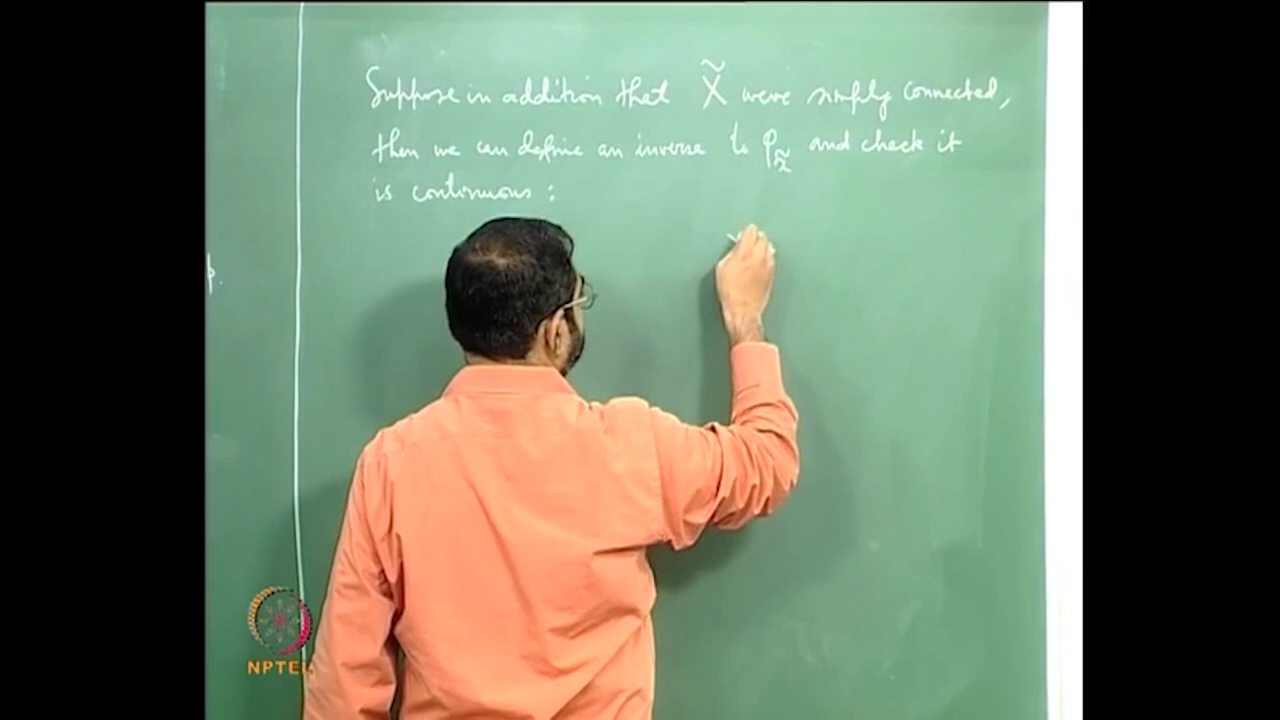 Suppose in addition that X̃ were simply connected,
then we can define an inverse to φ_x̃ and check it
is continuous :
p.
NPTEL